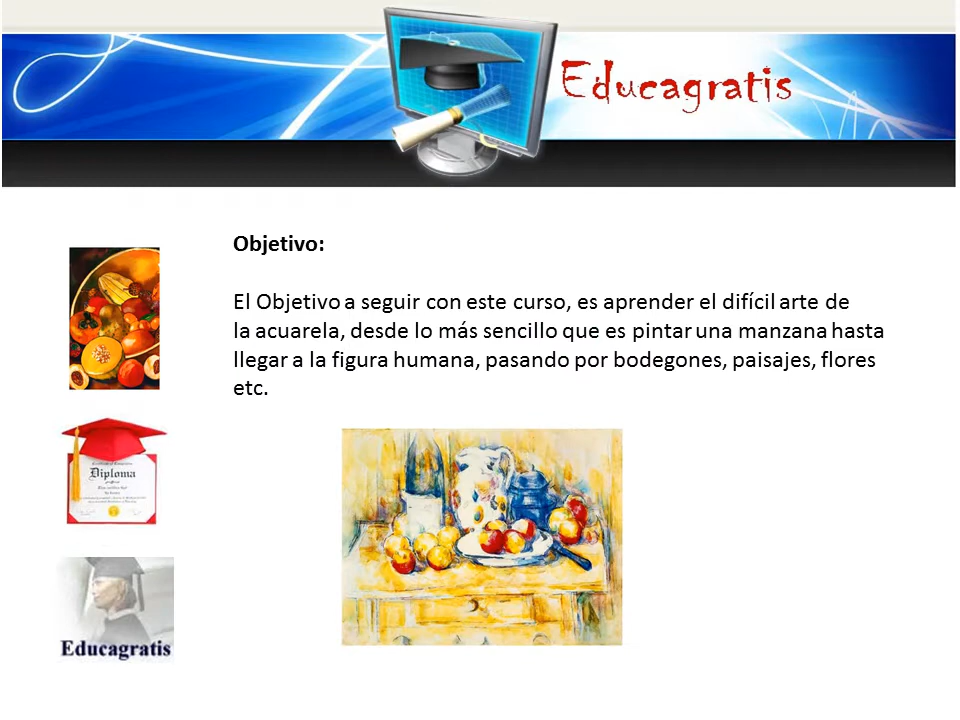 Educagratis
Objetivo:
El Objetivo a seguir con este curso, es aprender el difícil arte de
la acuarela, desde lo más sencillo que es pintar una manzana hasta
llegar a la figura humana, pasando por bodegones, paisajes, flores
etc.
Diploma
Educagratis